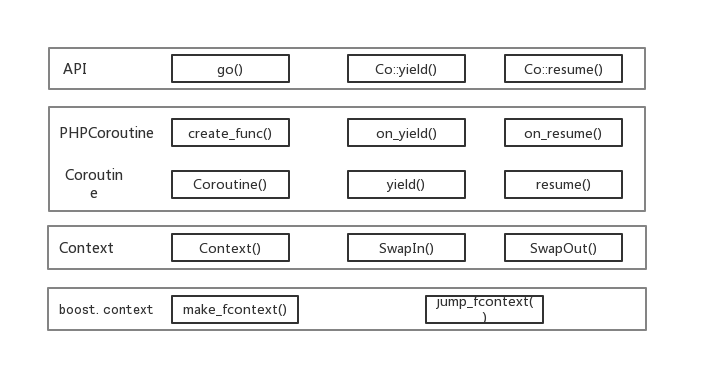 API go() Co::yield() Co::resume()
PHPCoroutine create_func() on_yield() on_resume()
Coroutin
e
Coroutine() yield() resume()
Context Context() SwapIn() SwapOut()
boost. context make_fcontext() jump_fcontext(
)